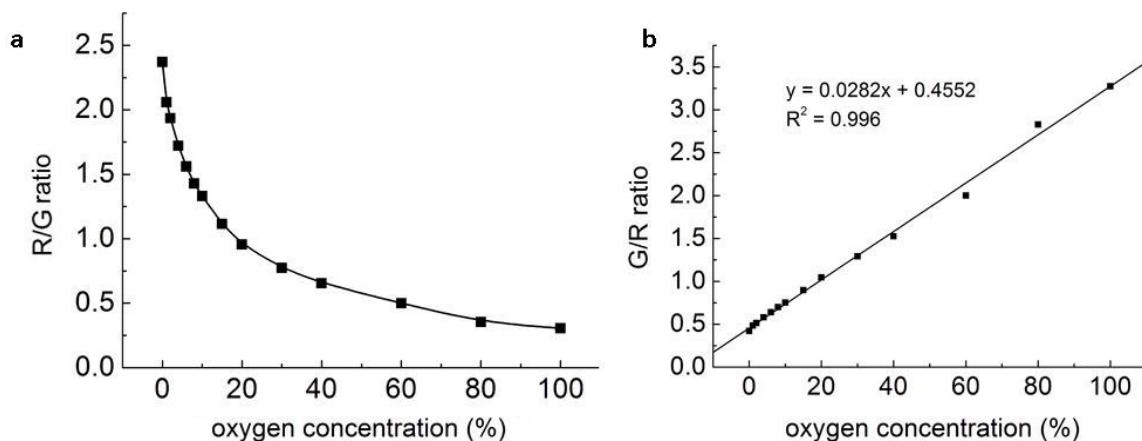 a
2.5
2.0
1.5
1.0
0.5
0.0
R/G ratio
0 20 40 60 80 100
oxygen concentration (%)
b
3.5
3.0
2.5
2.0
1.5
1.0
0.5
0.0
G/R ratio
y = 0.0282x + 0.4552
R² = 0.996
0 20 40 60 80 100
oxygen concentration (%)